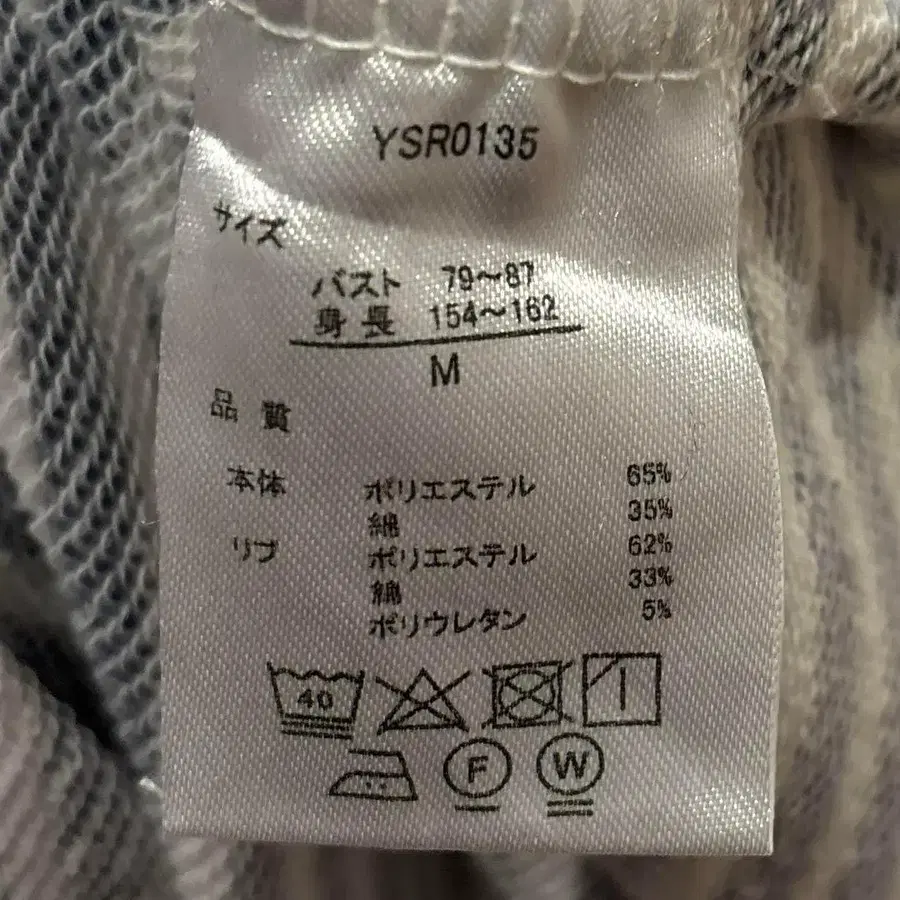 YSR0135
サイズ
バスト 79～87
身長 154～162
M
品質
本体 ポリエステル 65%
綿 35%
リブ ポリエステル 62%
綿 33%
ポリウレタン 5%
40
F W